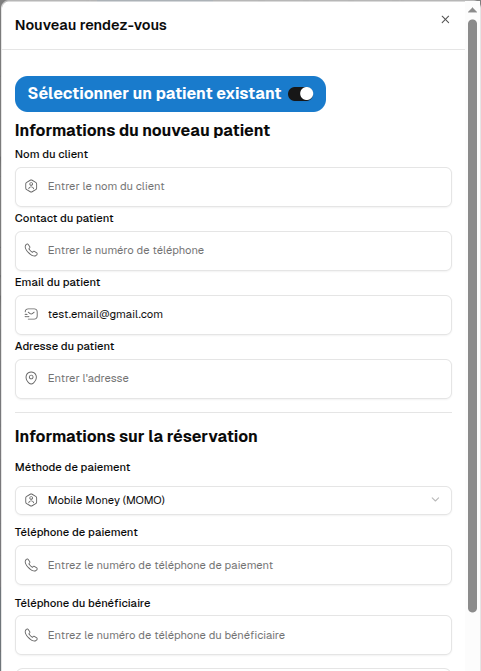 Nouveau rendez-vous
Sélectionner un patient existant
Informations du nouveau patient
Nom du client
Entrer le nom du client
Contact du patient
Entrer le numéro de téléphone
Email du patient
test.email@gmail.com
Adresse du patient
Entrer l'adresse
Informations sur la réservation
Méthode de paiement
Mobile Money (MOMO)
Téléphone de paiement
Entrez le numéro de téléphone de paiement
Téléphone du bénéficiaire
Entrez le numéro de téléphone du bénéficiaire